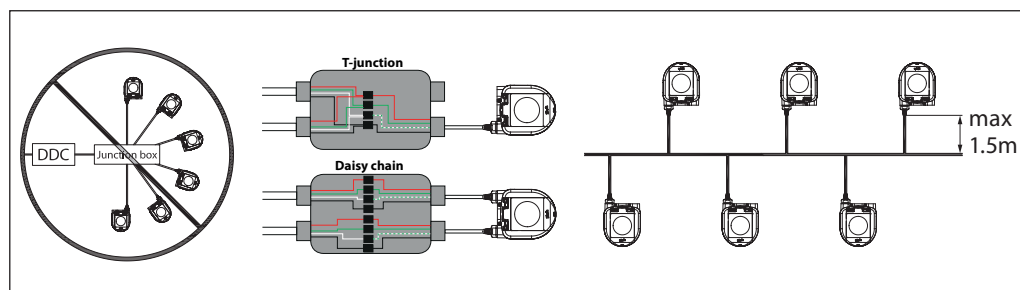 DDC
Junction box
T-junction
Daisy chain
max
1.5m